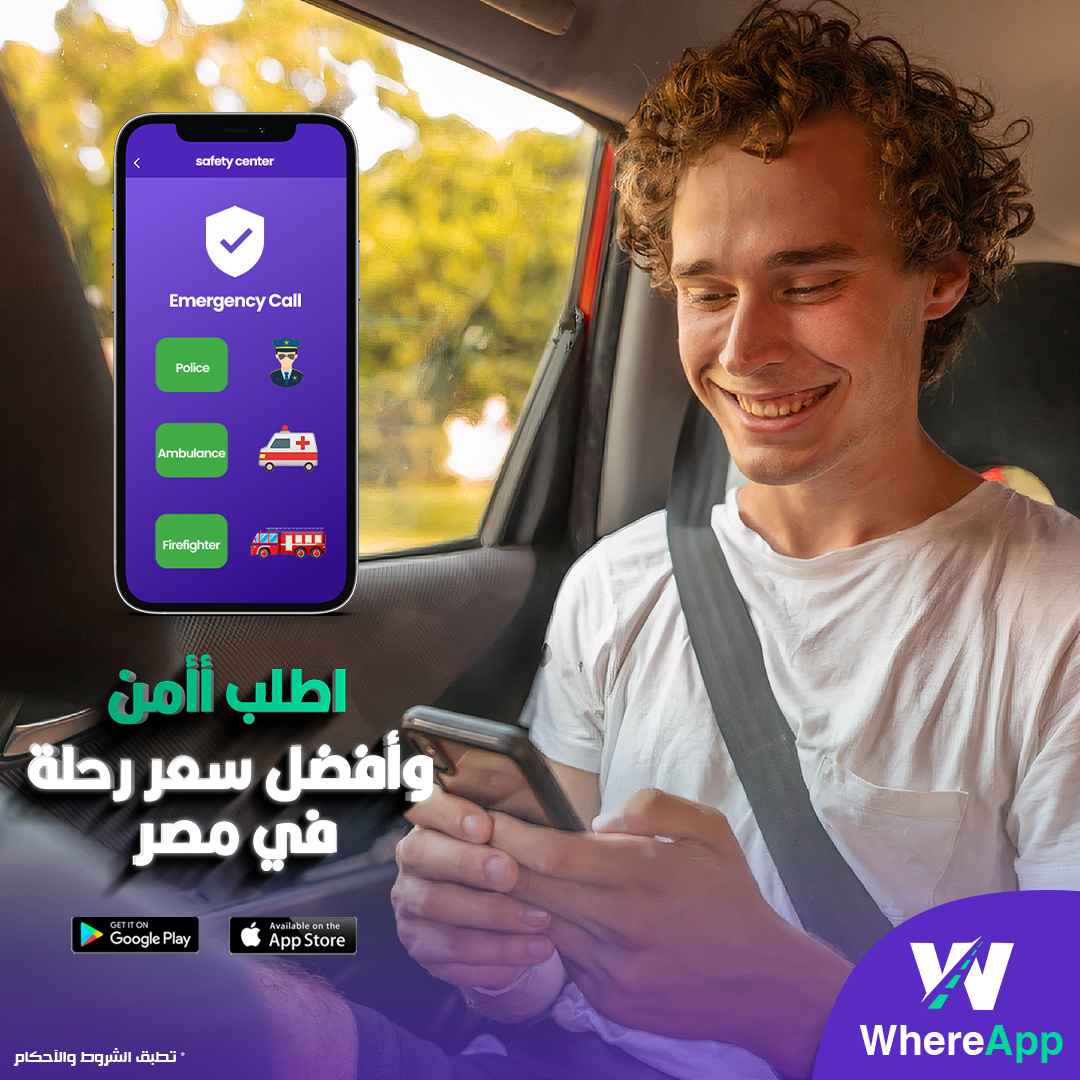 safety center
Emergency Call
Police
Ambulance
Firefighter
اطلب أأمن
وأفضل سعر رحلة
في مصر
GET IT ON
Google Play
Available on the
App Store
* تطبق الشروط والأحكام
WhereApp